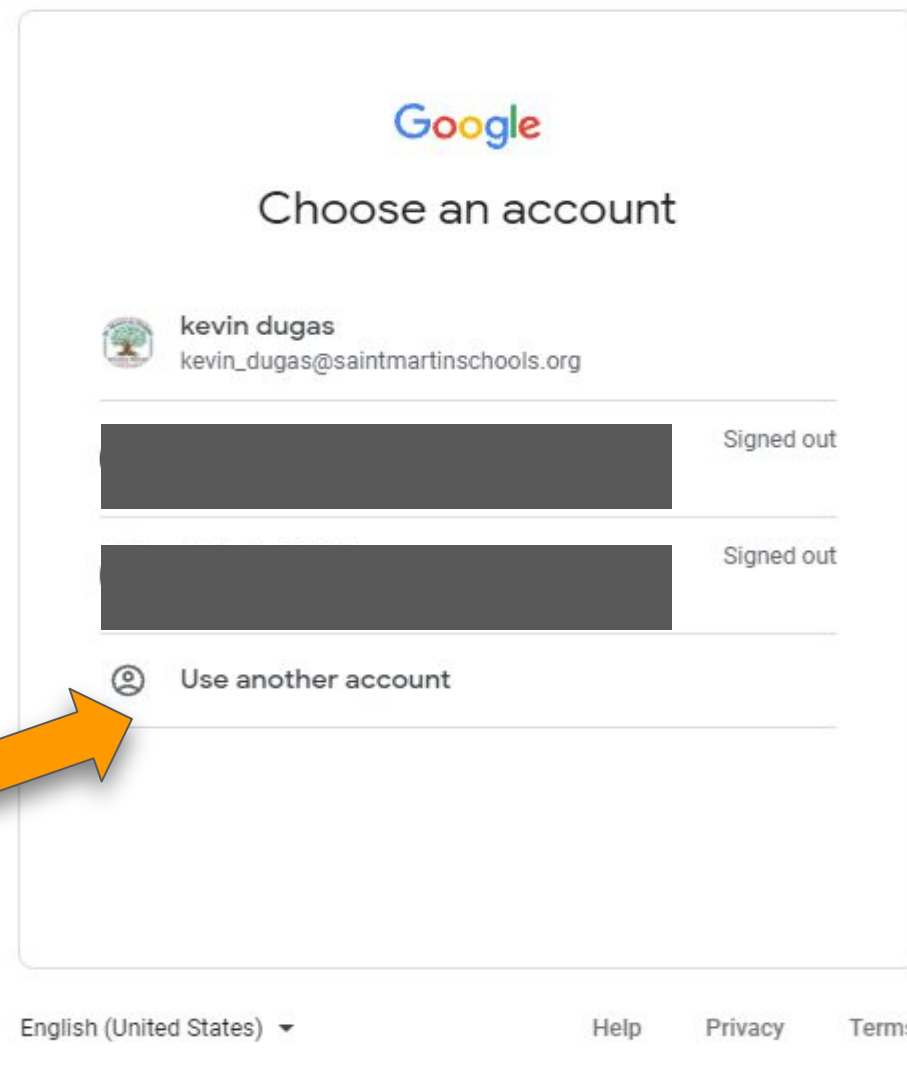 Google
Choose an account
kevin dugas
kevin_dugas@saintmartinschools.org
Signed out
Signed out
Use another account
English (United States)
Help Privacy Terms